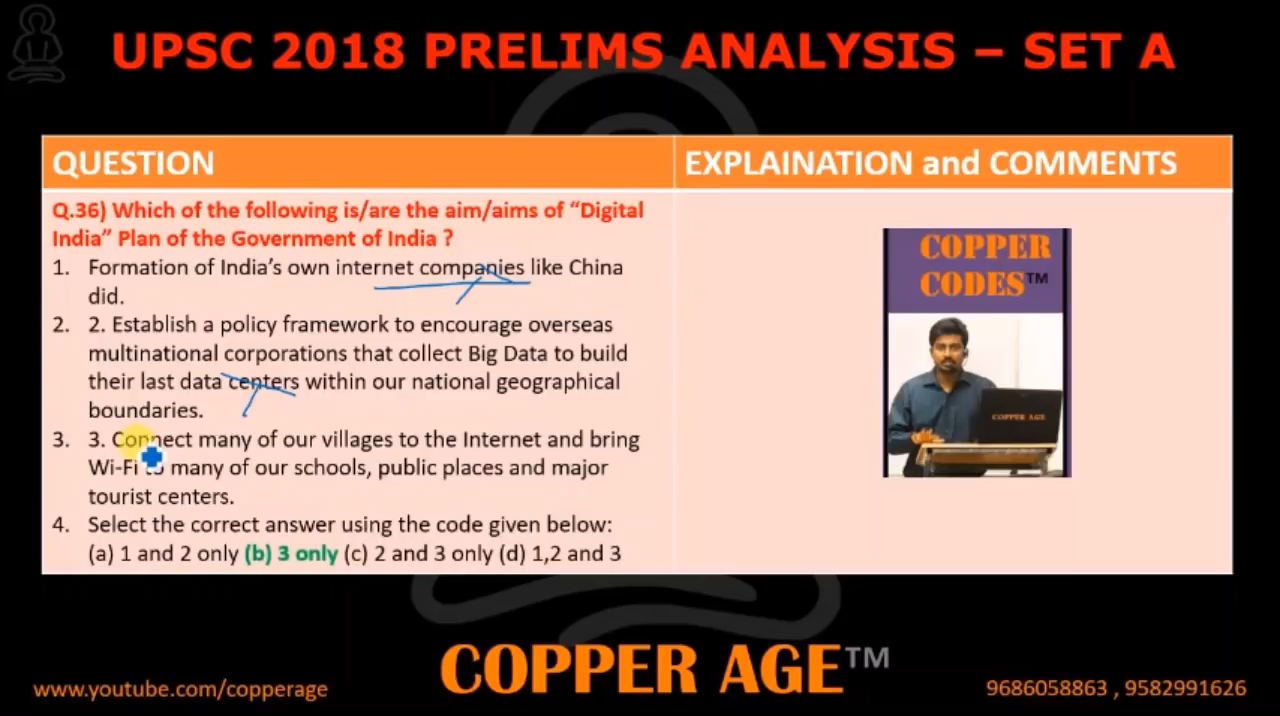 UPSC 2018 PRELIMS ANALYSIS – SET A
QUESTION
EXPLAINATION and COMMENTS
Q.36) Which of the following is/are the aim/aims of “Digital
India” Plan of the Government of India ?
1. Formation of India’s own internet companies like China
did.
2. 2. Establish a policy framework to encourage overseas
multinational corporations that collect Big Data to build
their last data centers within our national geographical
boundaries.
3. 3. Connect many of our villages to the Internet and bring
Wi-Fi to many of our schools, public places and major
tourist centers.
4. Select the correct answer using the code given below:
(a) 1 and 2 only (b) 3 only (c) 2 and 3 only (d) 1,2 and 3
COPPER
CODES™
COPPER AGE
COPPER AGE™
www.youtube.com/copperage
9686058863 , 9582991626